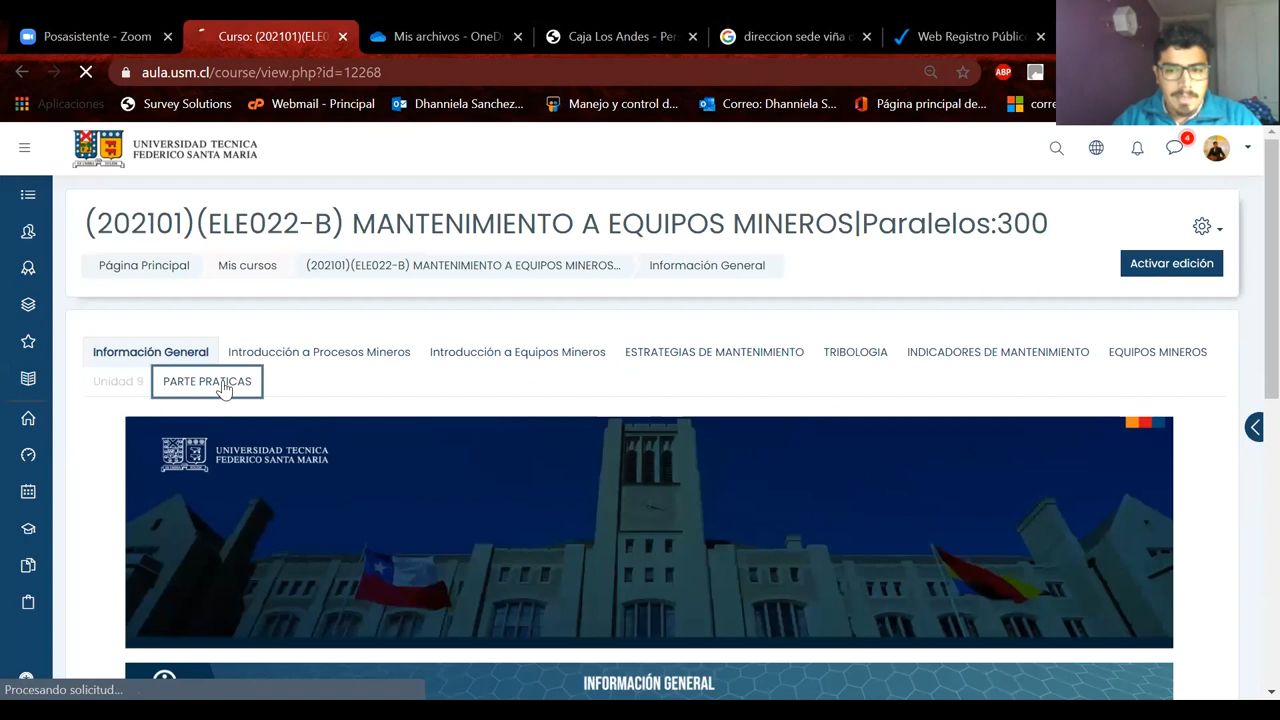 Posasistente - Zoom
Curso: (202101)(ELE0
Mis archivos - OneD
Caja Los Andes - Per
direccion sede viña
Web Registro Públic
aula.usm.cl/course/view.php?id=12268
ABP
Aplicaciones
Survey Solutions
Webmail - Principal
Dhanniela Sanchez...
Manejo y control d...
Correo: Dhanniela S...
Página principal de...
corre
UNIVERSIDAD TECNICA
FEDERICO SANTA MARIA
4
(202101)(ELE022-B) MANTENIMIENTO A EQUIPOS MINEROS|Paralelos:300
Página Principal
Mis cursos
(202101)(ELE022-B) MANTENIMIENTO A EQUIPOS MINEROS...
Información General
Activar edición
Información General
Introducción a Procesos Mineros
Introducción a Equipos Mineros
ESTRATEGIAS DE MANTENIMIENTO
TRIBOLOGIA
INDICADORES DE MANTENIMIENTO
EQUIPOS MINEROS
Unidad 9
PARTE PRATICAS
UNIVERSIDAD TECNICA
FEDERICO SANTA MARIA
INFORMACIÓN GENERAL
Procesando solicitud...